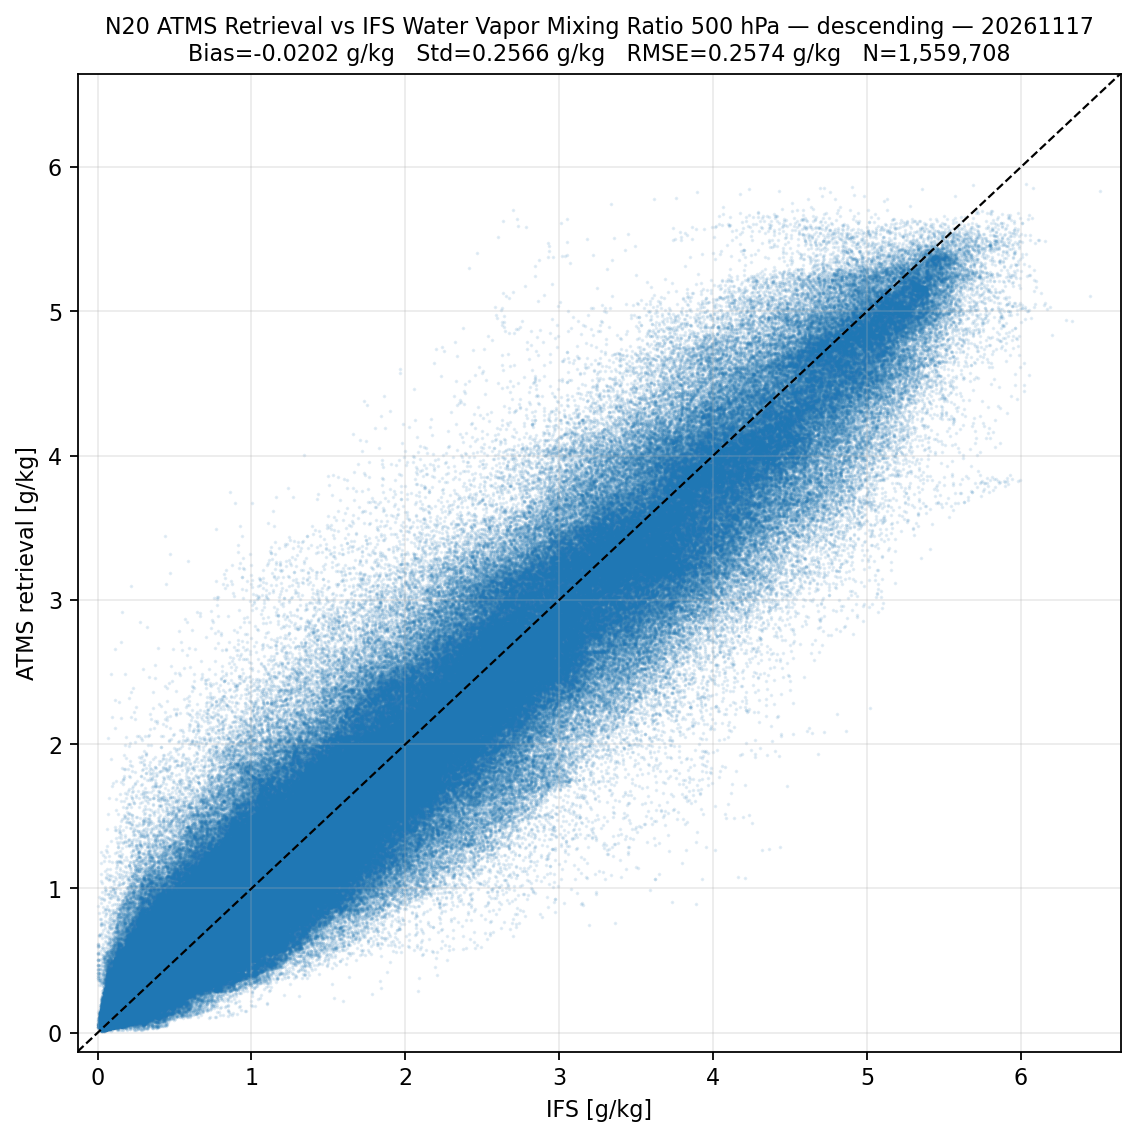 N20 ATMS Retrieval vs IFS Water Vapor Mixing Ratio 500 hPa — descending — 20261117
Bias=-0.0202 g/kg   Std=0.2566 g/kg   RMSE=0.2574 g/kg   N=1,559,708
6
5
4
3
2
1
0
ATMS retrieval [g/kg]
0 1 2 3 4 5 6
IFS [g/kg]